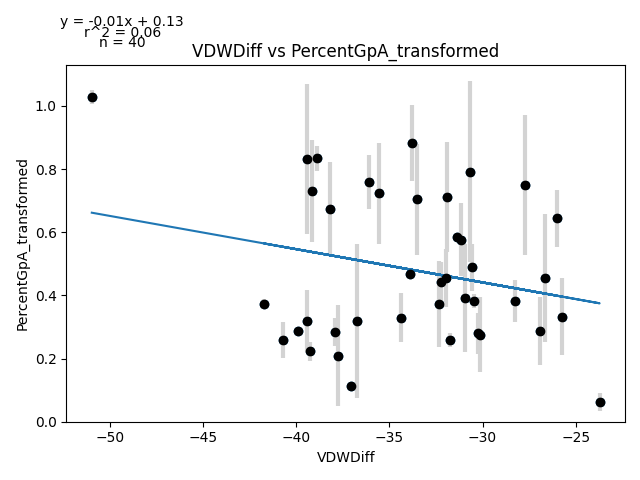 y = -0.01x + 0.13
r^2 = 0.06
n = 40
VDWDiff vs PercentGpA_transformed
1.0
0.8
0.6
0.4
0.2
0.0
PercentGpA_transformed
−50
−45
−40
−35
−30
−25
VDWDiff